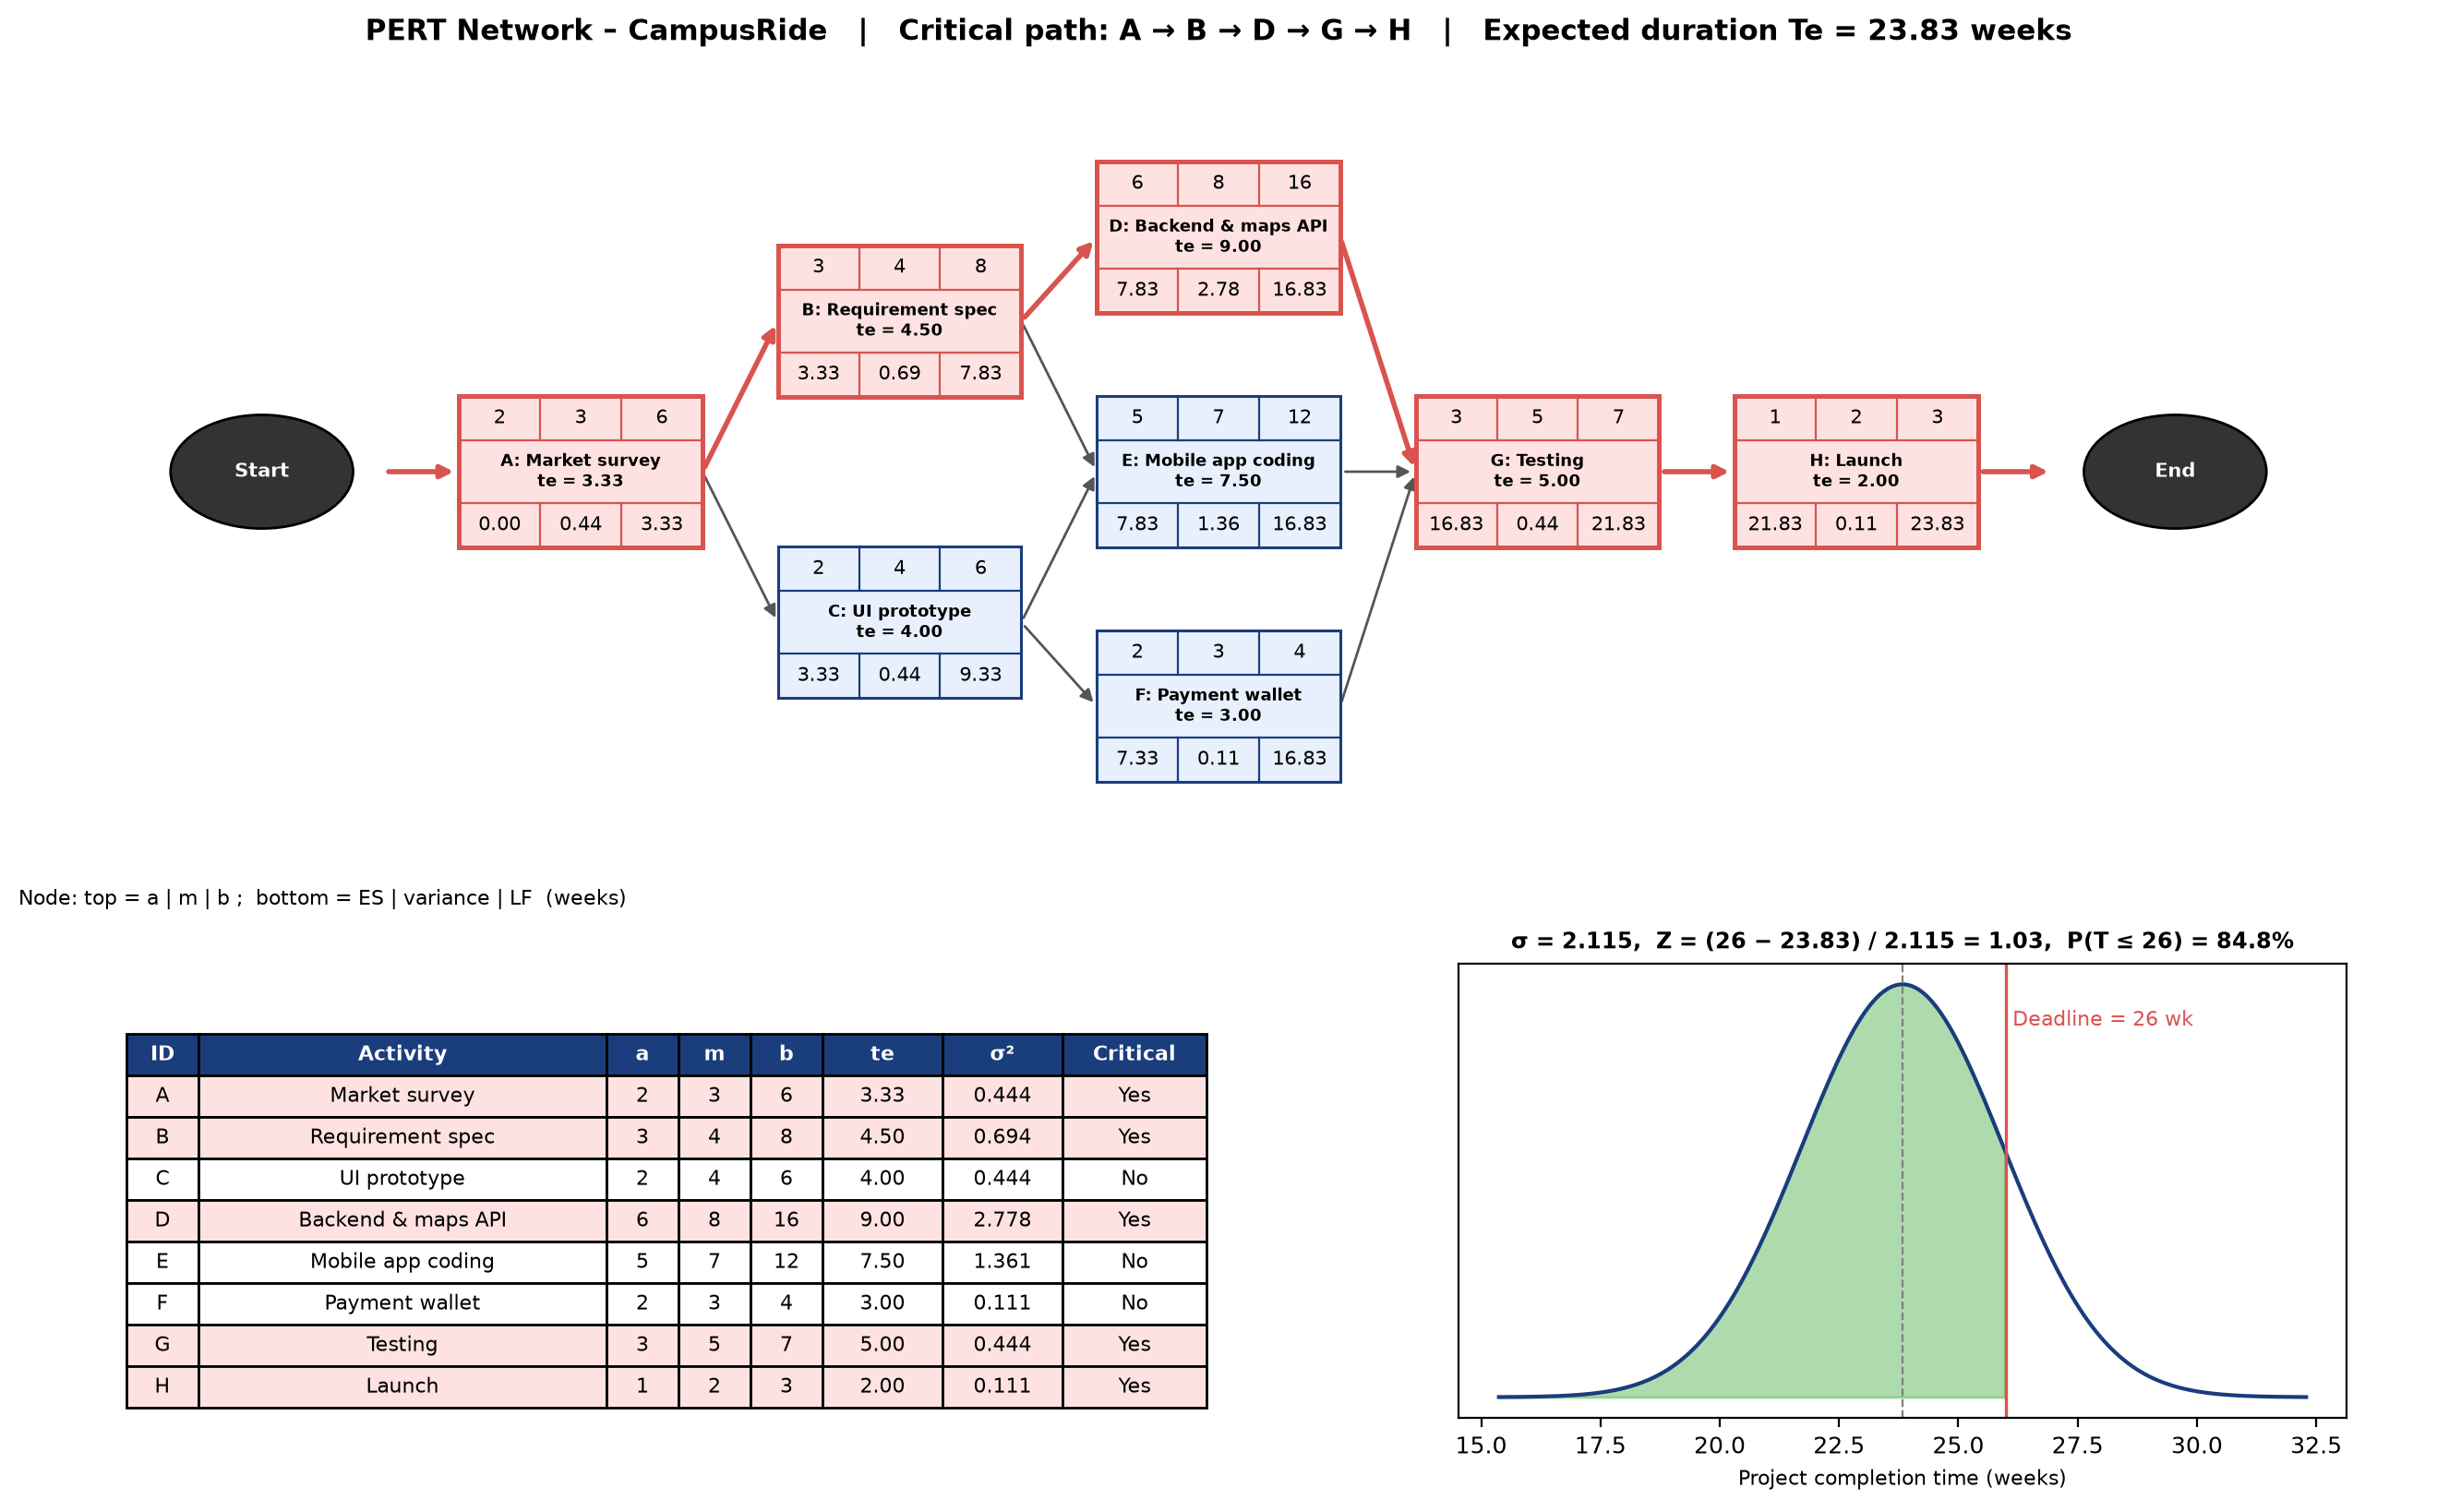 PERT Network – CampusRide | Critical path: A → B → D → G → H | Expected duration Te = 23.83 weeks
Start
2 3 6
A: Market survey
te = 3.33
0.00 0.44 3.33
3 4 8
B: Requirement spec
te = 4.50
3.33 0.69 7.83
2 4 6
C: UI prototype
te = 4.00
3.33 0.44 9.33
6 8 16
D: Backend & maps API
te = 9.00
7.83 2.78 16.83
5 7 12
E: Mobile app coding
te = 7.50
7.83 1.36 16.83
2 3 4
F: Payment wallet
te = 3.00
7.33 0.11 16.83
3 5 7
G: Testing
te = 5.00
16.83 0.44 21.83
1 2 3
H: Launch
te = 2.00
21.83 0.11 23.83
End
Node: top = a | m | b ;  bottom = ES | variance | LF  (weeks)
ID Activity a m b te σ² Critical
A Market survey 2 3 6 3.33 0.444 Yes
B Requirement spec 3 4 8 4.50 0.694 Yes
C UI prototype 2 4 6 4.00 0.444 No
D Backend & maps API 6 8 16 9.00 2.778 Yes
E Mobile app coding 5 7 12 7.50 1.361 No
F Payment wallet 2 3 4 3.00 0.111 No
G Testing 3 5 7 5.00 0.444 Yes
H Launch 1 2 3 2.00 0.111 Yes
σ = 2.115,  Z = (26 − 23.83) / 2.115 = 1.03,  P(T ≤ 26) = 84.8%
Deadline = 26 wk
15.0 17.5 20.0 22.5 25.0 27.5 30.0 32.5
Project completion time (weeks)